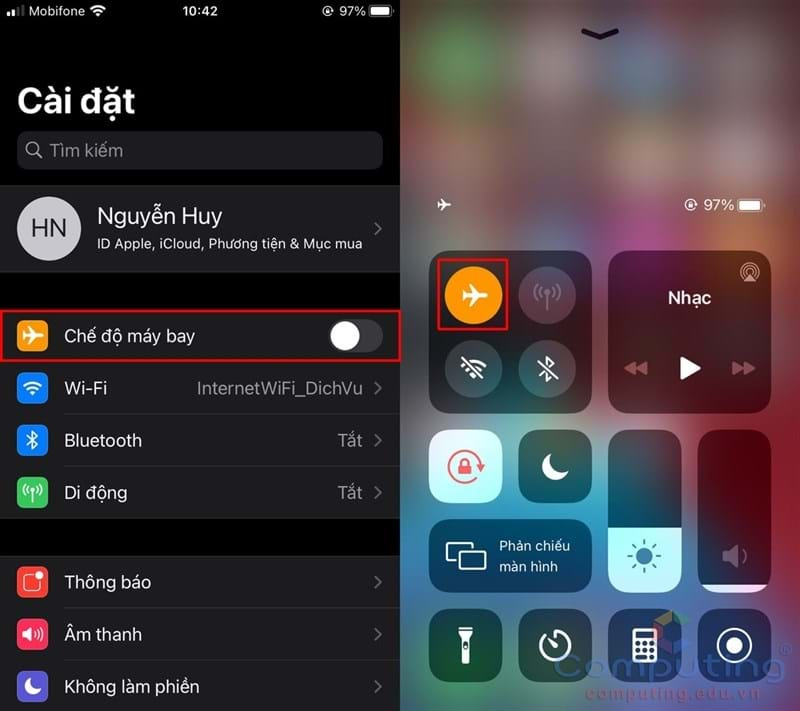 Mobifone
10:42
97%
Cài đặt
Tìm kiếm
HN
Nguyễn Huy
ID Apple, iCloud, Phương tiện & Mục mua
Chế độ máy bay
Wi-Fi
InternetWiFi_DichVu
Bluetooth
Tắt
Di động
Tắt
Thông báo
Âm thanh
Không làm phiền
97%
Nhạc
Phản chiếu
màn hình
Computing®
computing.edu.vn